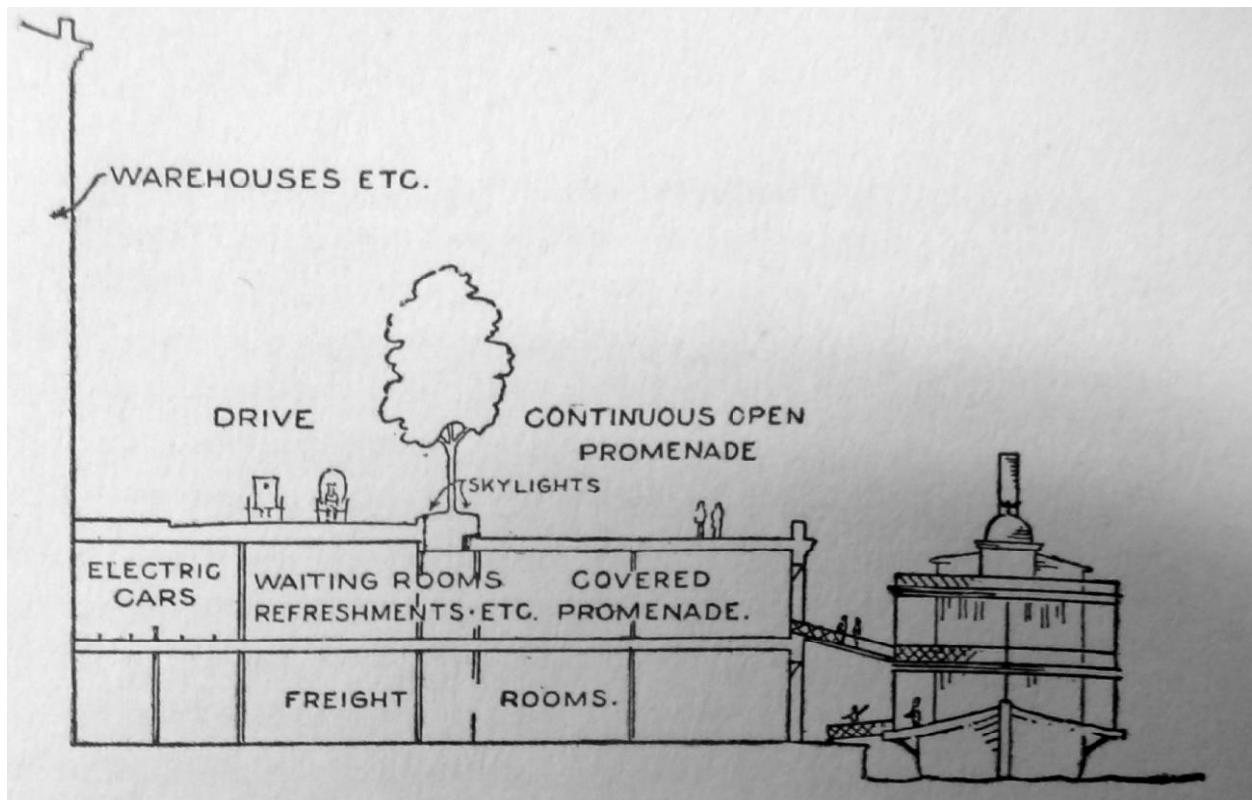 WAREHOUSES ETC.
DRIVE
CONTINUOUS OPEN
PROMENADE
SKYLIGHTS
ELECTRIC
CARS
WAITING ROOMS
REFRESHMENTS · ETC.
COVERED
PROMENADE.
FREIGHT ROOMS.